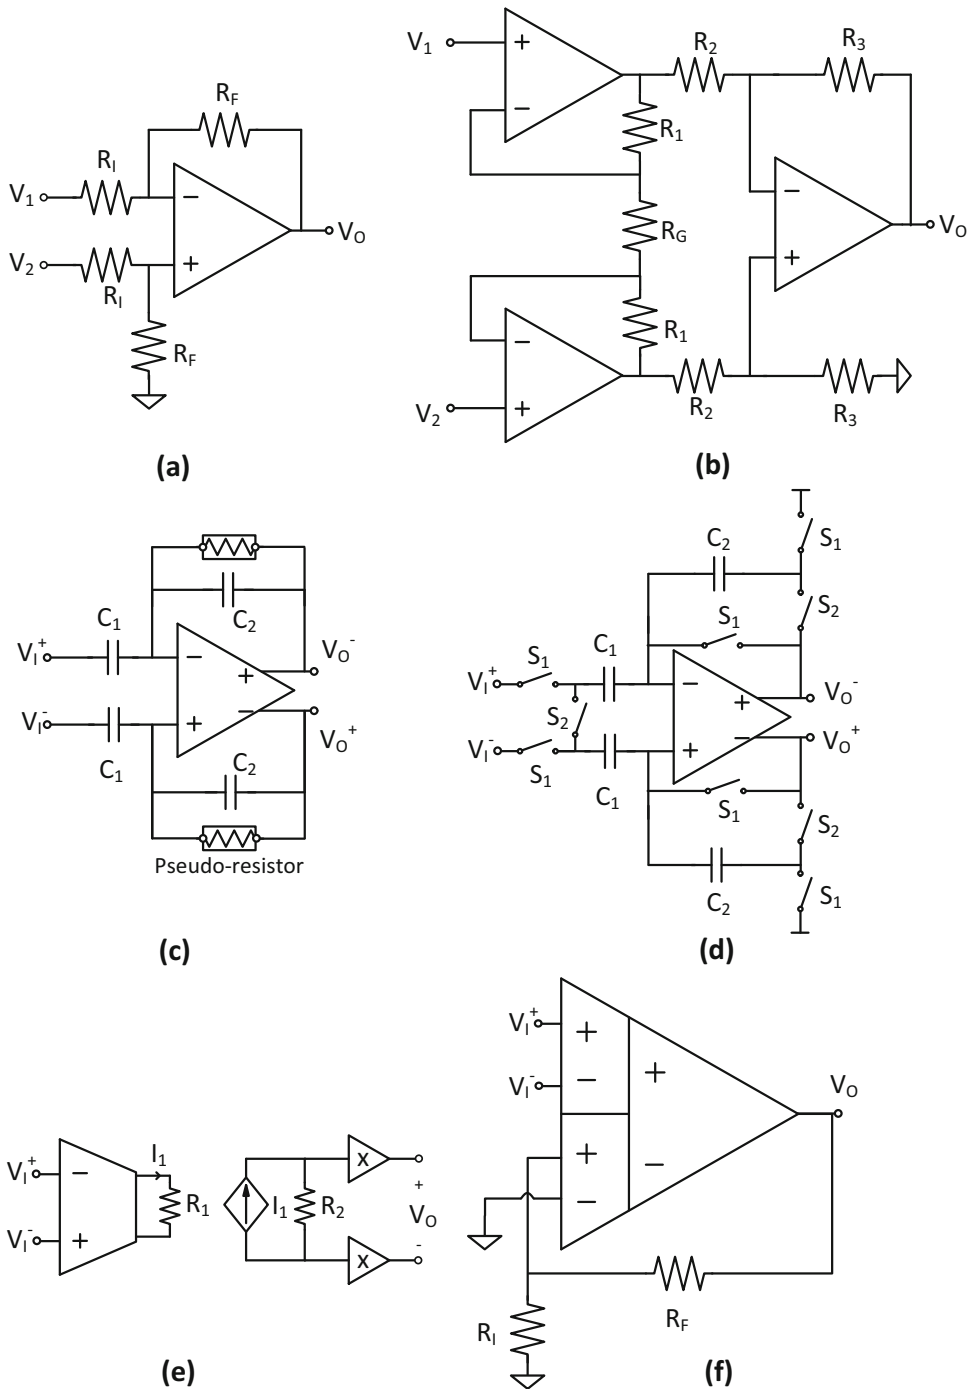 R_F
R_I
V_1
−
V_2
+
V_O
R_I
R_F
(a)
V_1
+
−
R_2
R_3
R_1
R_G
−
+
V_O
R_1
−
V_2
+
R_2
R_3
(b)
C_1
C_2
V_I^+
−
+
V_O^-
V_I^-
+
−
V_O^+
C_1
C_2
Pseudo-resistor
(c)
S_1
C_2
S_2
S_1
V_I^+
S_1
C_1
−
+
V_O^-
S_2
V_I^-
+
−
V_O^+
S_1
C_1
S_1
S_2
C_2
S_1
(d)
V_I^+
−
I_1
R_1
V_I^-
+
I_1
R_2
x
+
V_O
-
x
(e)
V_I^+
+
V_I^-
−
+
V_O
+
−
−
R_F
R_I
(f)